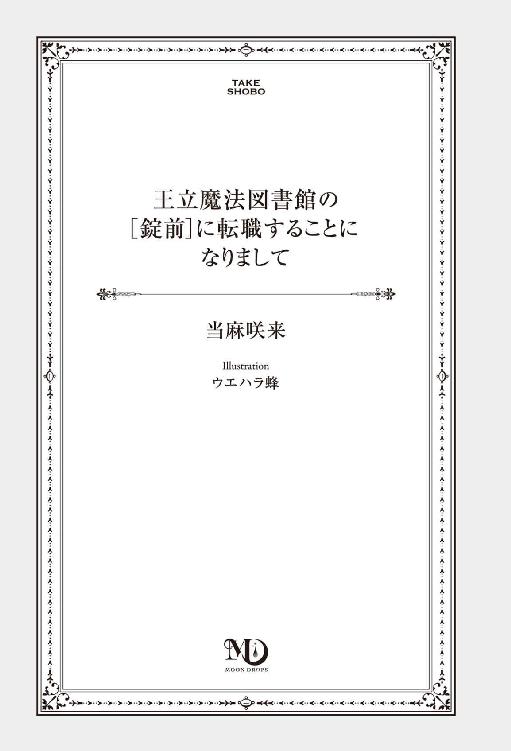 TAKE
SHOBO
王立魔法図書館の
[錠前]に転職することに
なりまして
当麻咲来
Illustration
ウエハラ蜂
MD
MOON DROPS